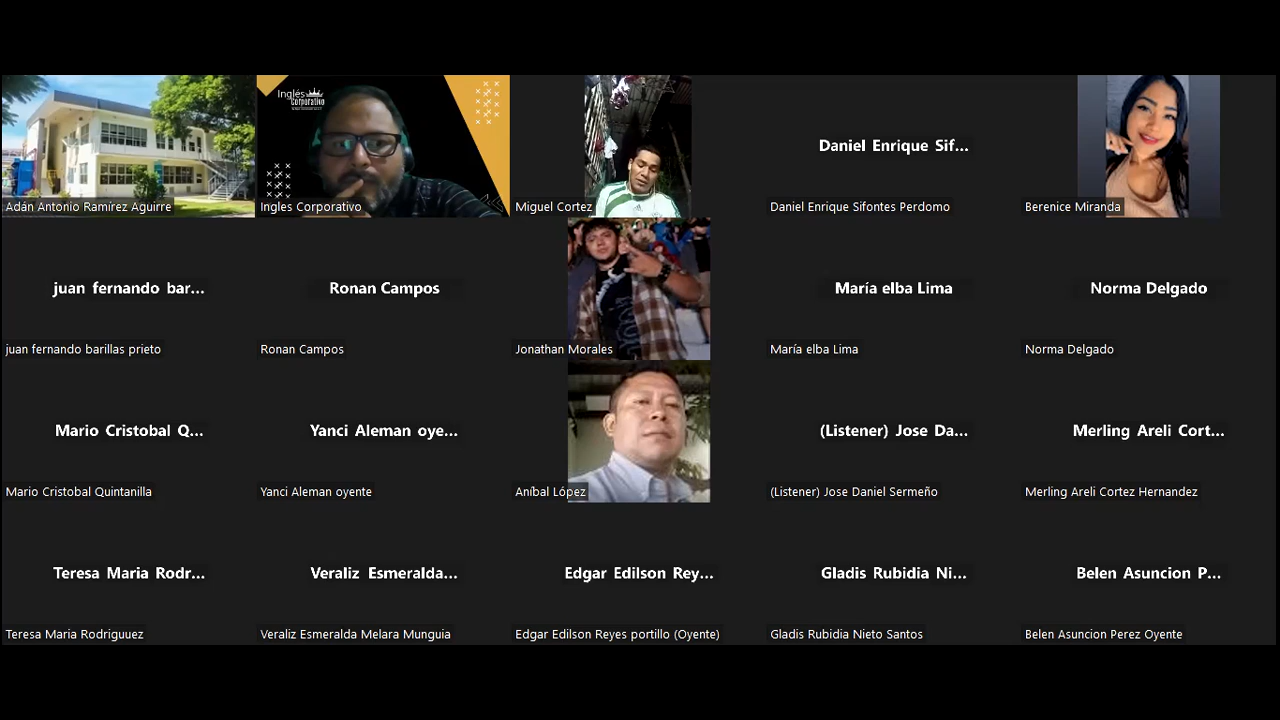 Adán Antonio Ramirez Aguirre
Inglés
Corporativo
Ingles Corporativo
Miguel Cortez
Daniel Enrique Sif...
Daniel Enrique Sifontes Perdomo
Berenice Miranda
juan fernando bar...
juan fernando barillas prieto
Ronan Campos
Ronan Campos
Jonathan Morales
María elba Lima
María elba Lima
Norma Delgado
Norma Delgado
Mario Cristobal Q...
Mario Cristobal Quintanilla
Yanci Aleman oye...
Yanci Aleman oyente
Aníbal López
(Listener) Jose Da...
(Listener) Jose Daniel Sermeño
Merling Areli Cort...
Merling Areli Cortez Hernandez
Teresa Maria Rodr...
Teresa Maria Rodriguuez
Veraliz Esmeralda...
Veraliz Esmeralda Melara Munguia
Edgar Edilson Rey...
Edgar Edilson Reyes portillo (Oyente)
Gladis Rubidia Ni...
Gladis Rubidia Nieto Santos
Belen Asuncion P...
Belen Asuncion Perez Oyente